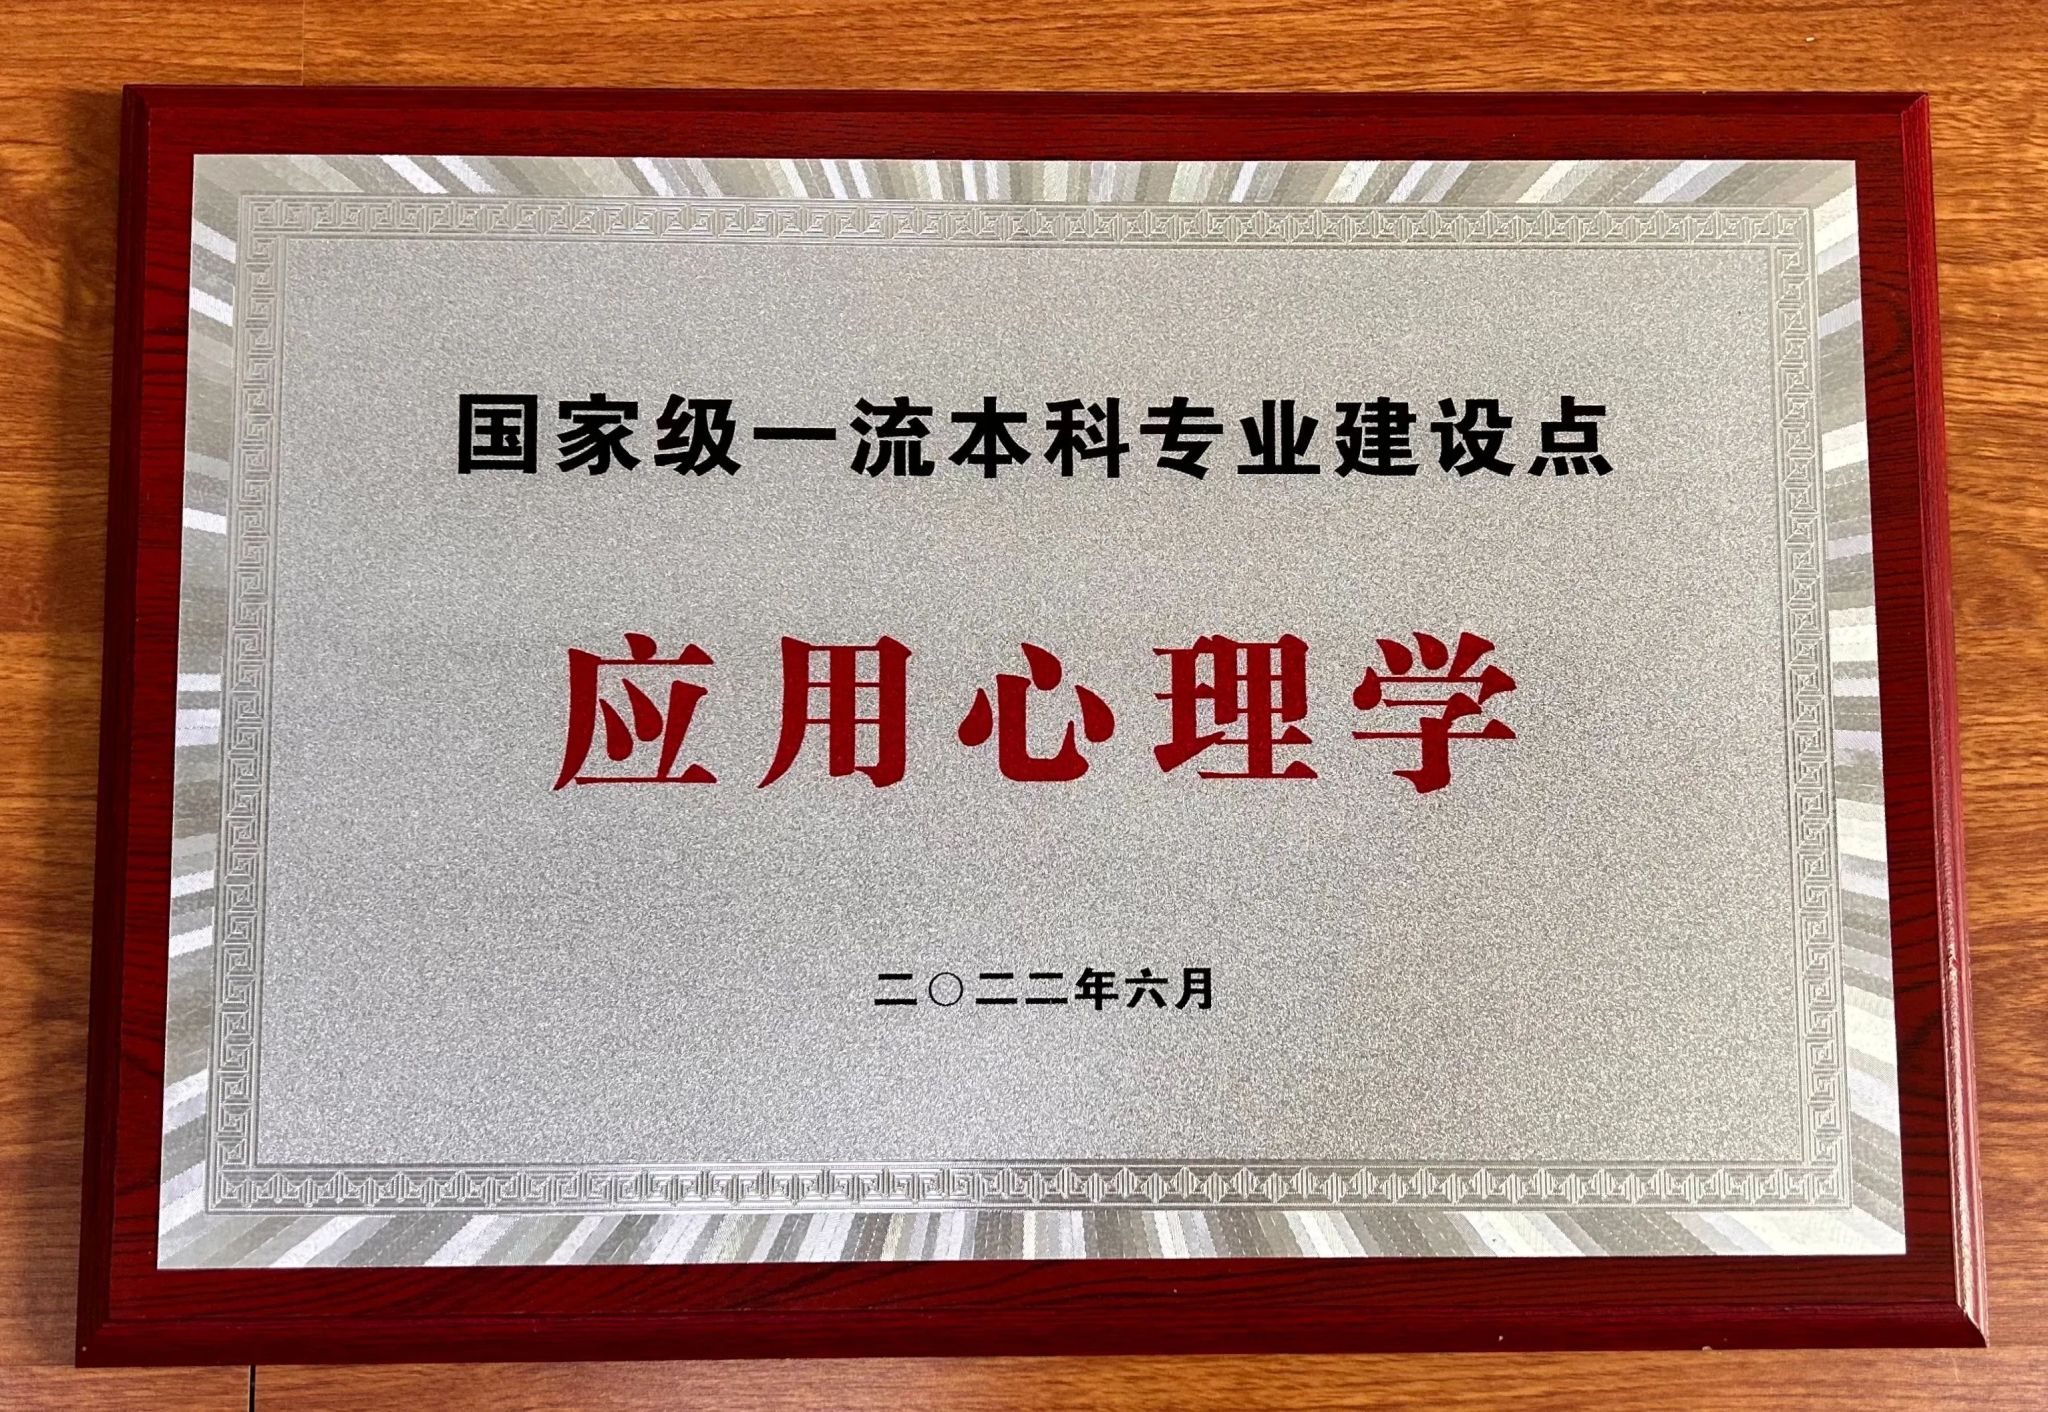 国家级一流本科专业建设点
应用心理学
二〇二二年六月